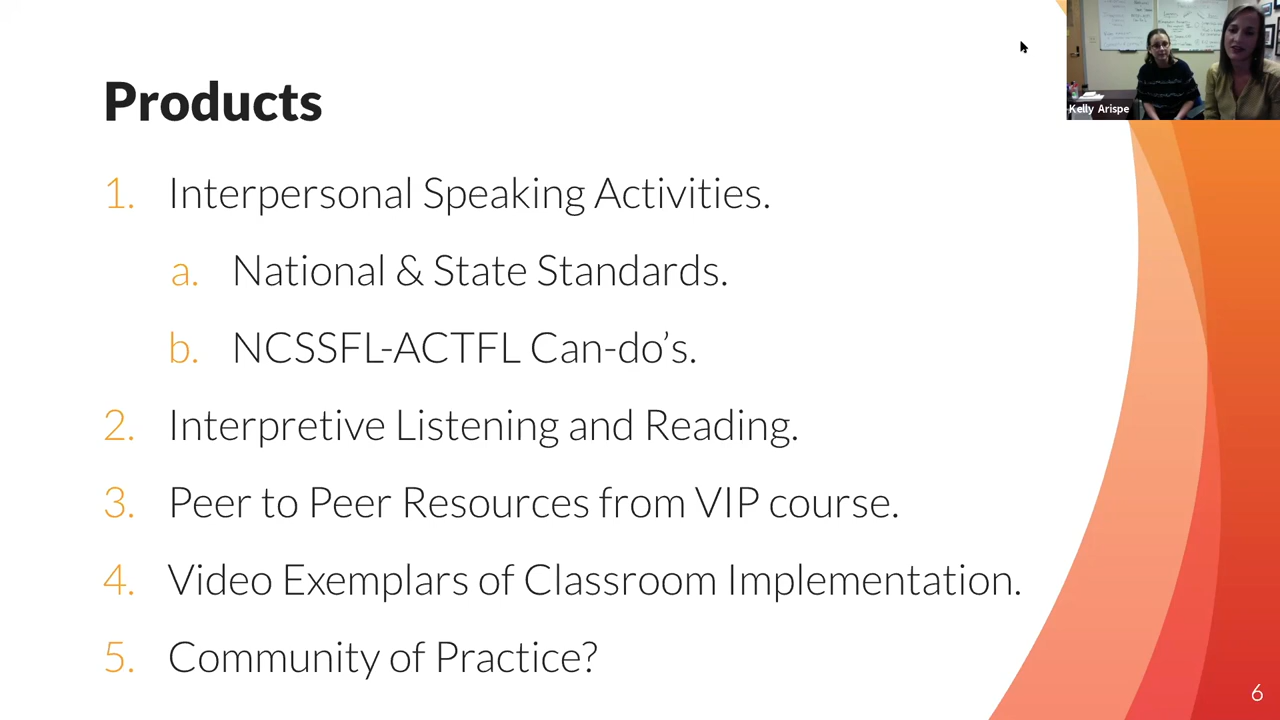 Products
Kelly Arispe
1. Interpersonal Speaking Activities.
a. National & State Standards.
b. NCSSFL-ACTFL Can-do’s.
2. Interpretive Listening and Reading.
3. Peer to Peer Resources from VIP course.
4. Video Exemplars of Classroom Implementation.
5. Community of Practice?
6